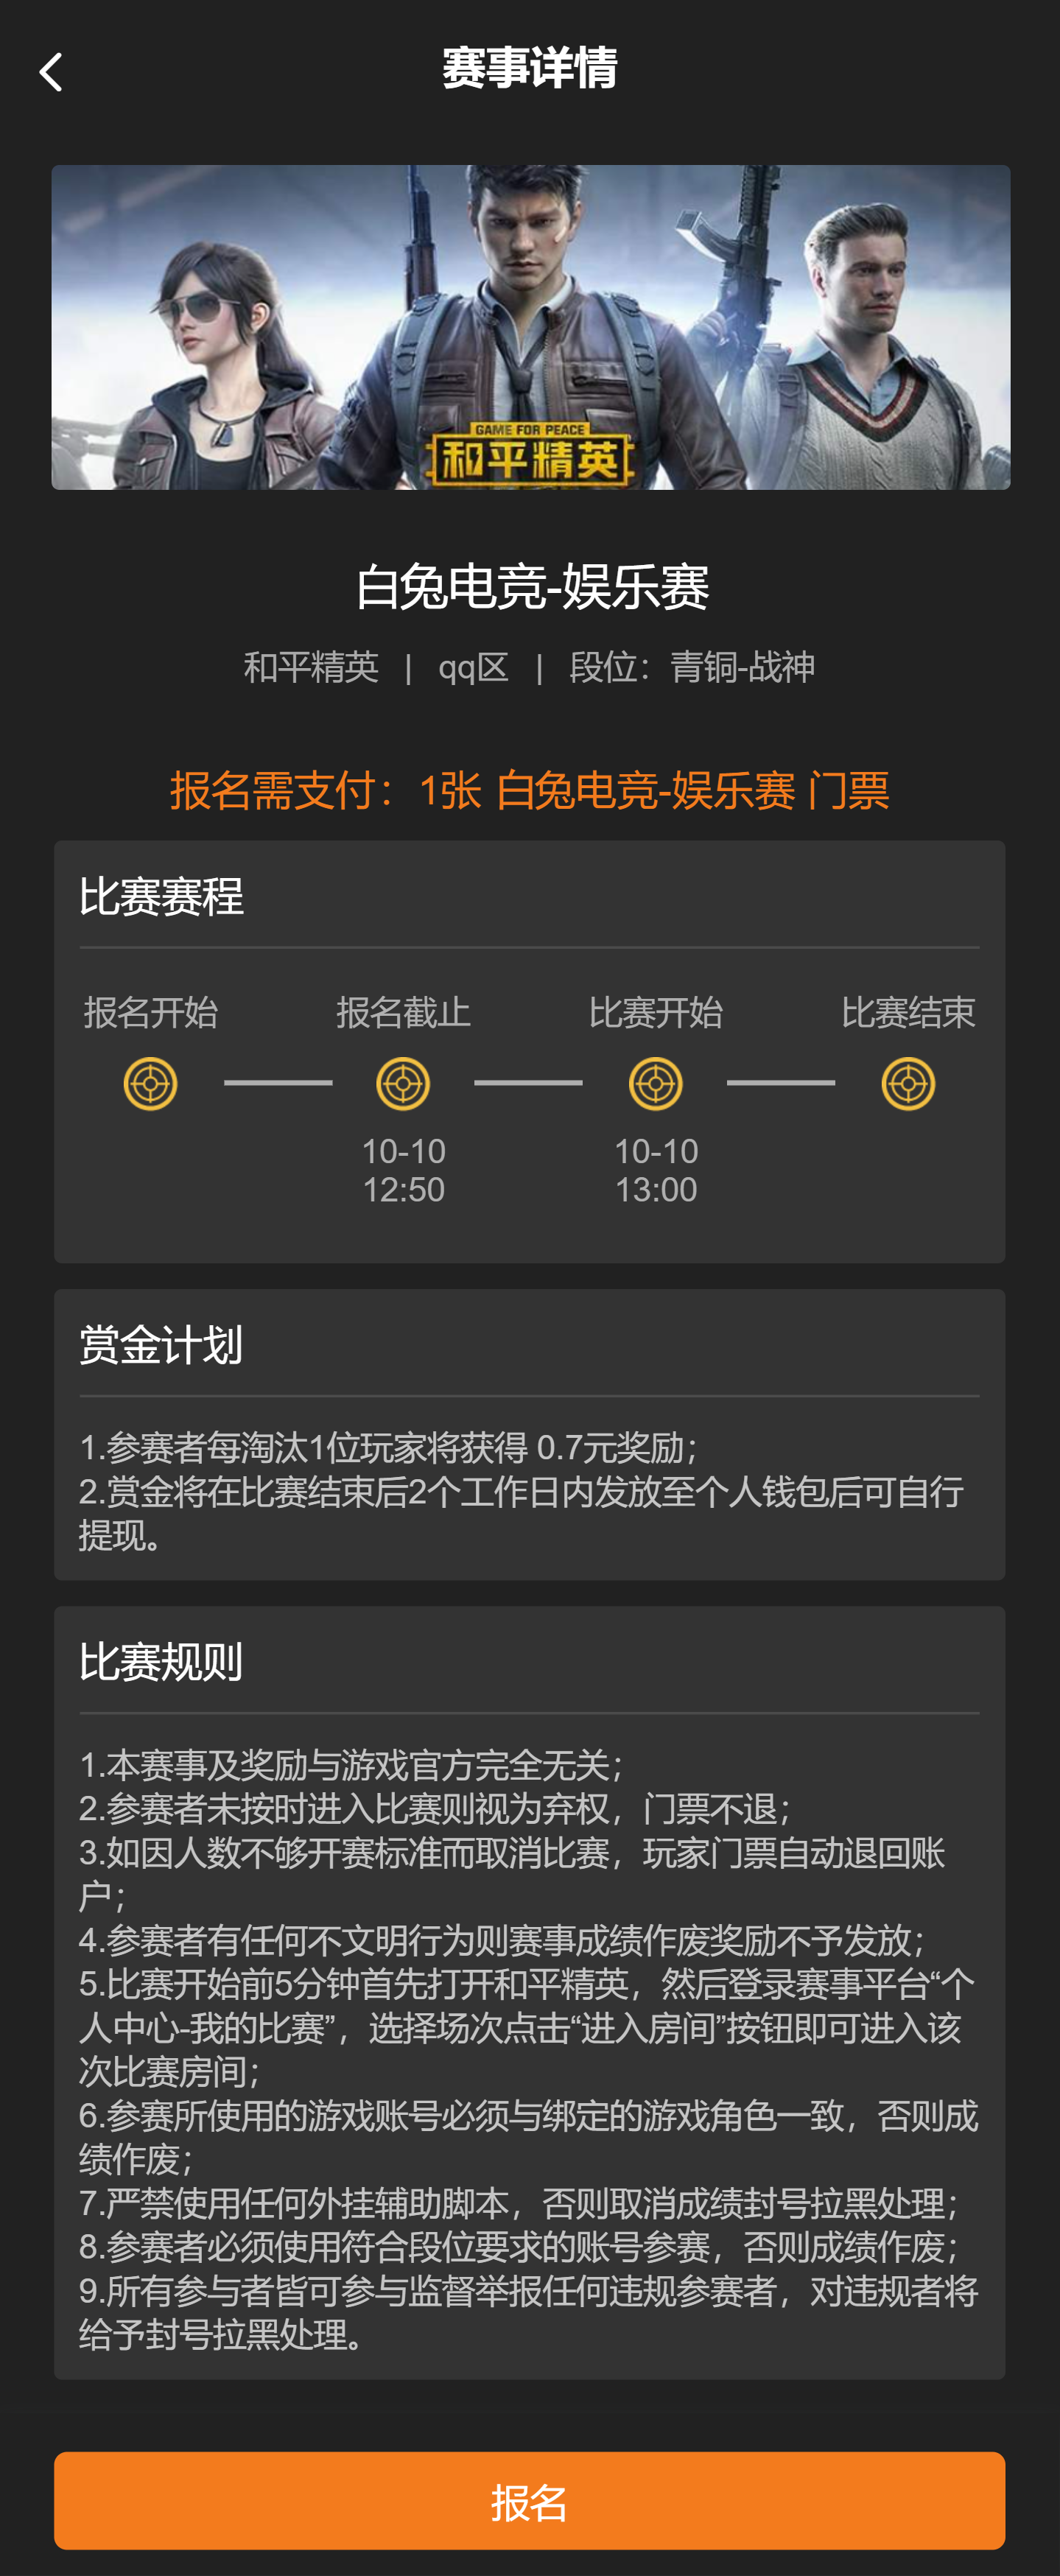 赛事详情
GAME FOR PEACE
和平精英
白兔电竞-娱乐赛
和平精英 | qq区 | 段位：青铜-战神
报名需支付：1张 白兔电竞-娱乐赛 门票
比赛赛程
报名开始 报名截止 比赛开始 比赛结束
10-10 10-10
12:50 13:00
赏金计划
1.参赛者每淘汰1位玩家将获得 0.7元奖励；
2.赏金将在比赛结束后2个工作日内发放至个人钱包后可自行
提现。
比赛规则
1.本赛事及奖励与游戏官方完全无关；
2.参赛者未按时进入比赛则视为弃权，门票不退；
3.如因人数不够开赛标准而取消比赛，玩家门票自动退回账
户；
4.参赛者有任何不文明行为则赛事成绩作废奖励不予发放；
5.比赛开始前5分钟首先打开和平精英，然后登录赛事平台“个
人中心-我的比赛”，选择场次点击“进入房间”按钮即可进入该
次比赛房间；
6.参赛所使用的游戏账号必须与绑定的游戏角色一致，否则成
绩作废；
7.严禁使用任何外挂辅助脚本，否则取消成绩封号拉黑处理；
8.参赛者必须使用符合段位要求的账号参赛，否则成绩作废；
9.所有参与者皆可参与监督举报任何违规参赛者，对违规者将
给予封号拉黑处理。
报名